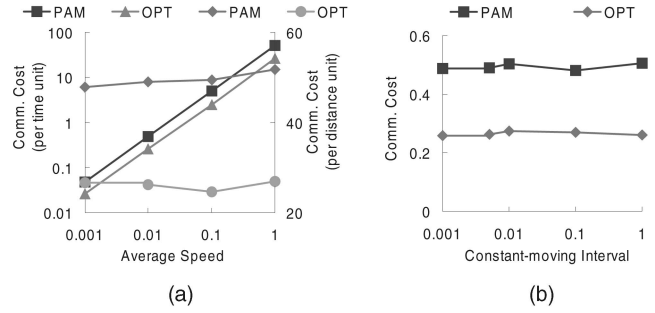 PAM OPT PAM OPT
100
10
1
0.1
0.01
60
40
20
Comm. Cost
(per time unit)
Comm. Cost
(per distance unit)
0.001 0.01 0.1 1
Average Speed
(a)
PAM OPT
0.6
0.4
0.2
0
Comm. Cost
0.001 0.01 0.1 1
Constant-moving Interval
(b)